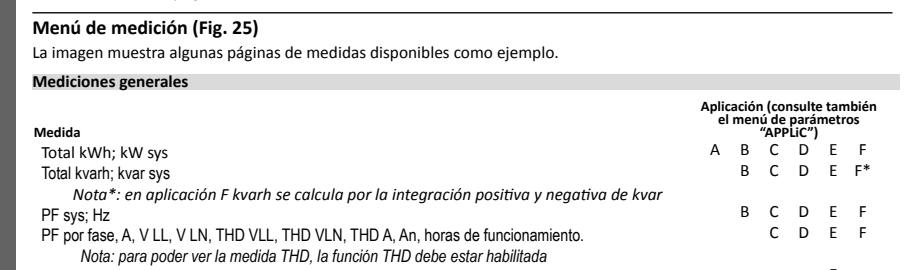 Menú de medición (Fig. 25)
La imagen muestra algunas páginas de medidas disponibles como ejemplo.
Mediciones generales
Aplicación (consulte también
el menú de parámetros
Medida “APPLiC”)
Total kWh; kW sys A B C D E F
Total kvarh; kvar sys B C D E F*
Nota*: en aplicación F kvarh se calcula por la integración positiva y negativa de kvar
PF sys; Hz B C D E F
PF por fase, A, V LL, V LN, THD VLL, THD VLN, THD A, An, horas de funcionamiento. C D E F
Nota: para poder ver la medida THD, la función THD debe estar habilitada